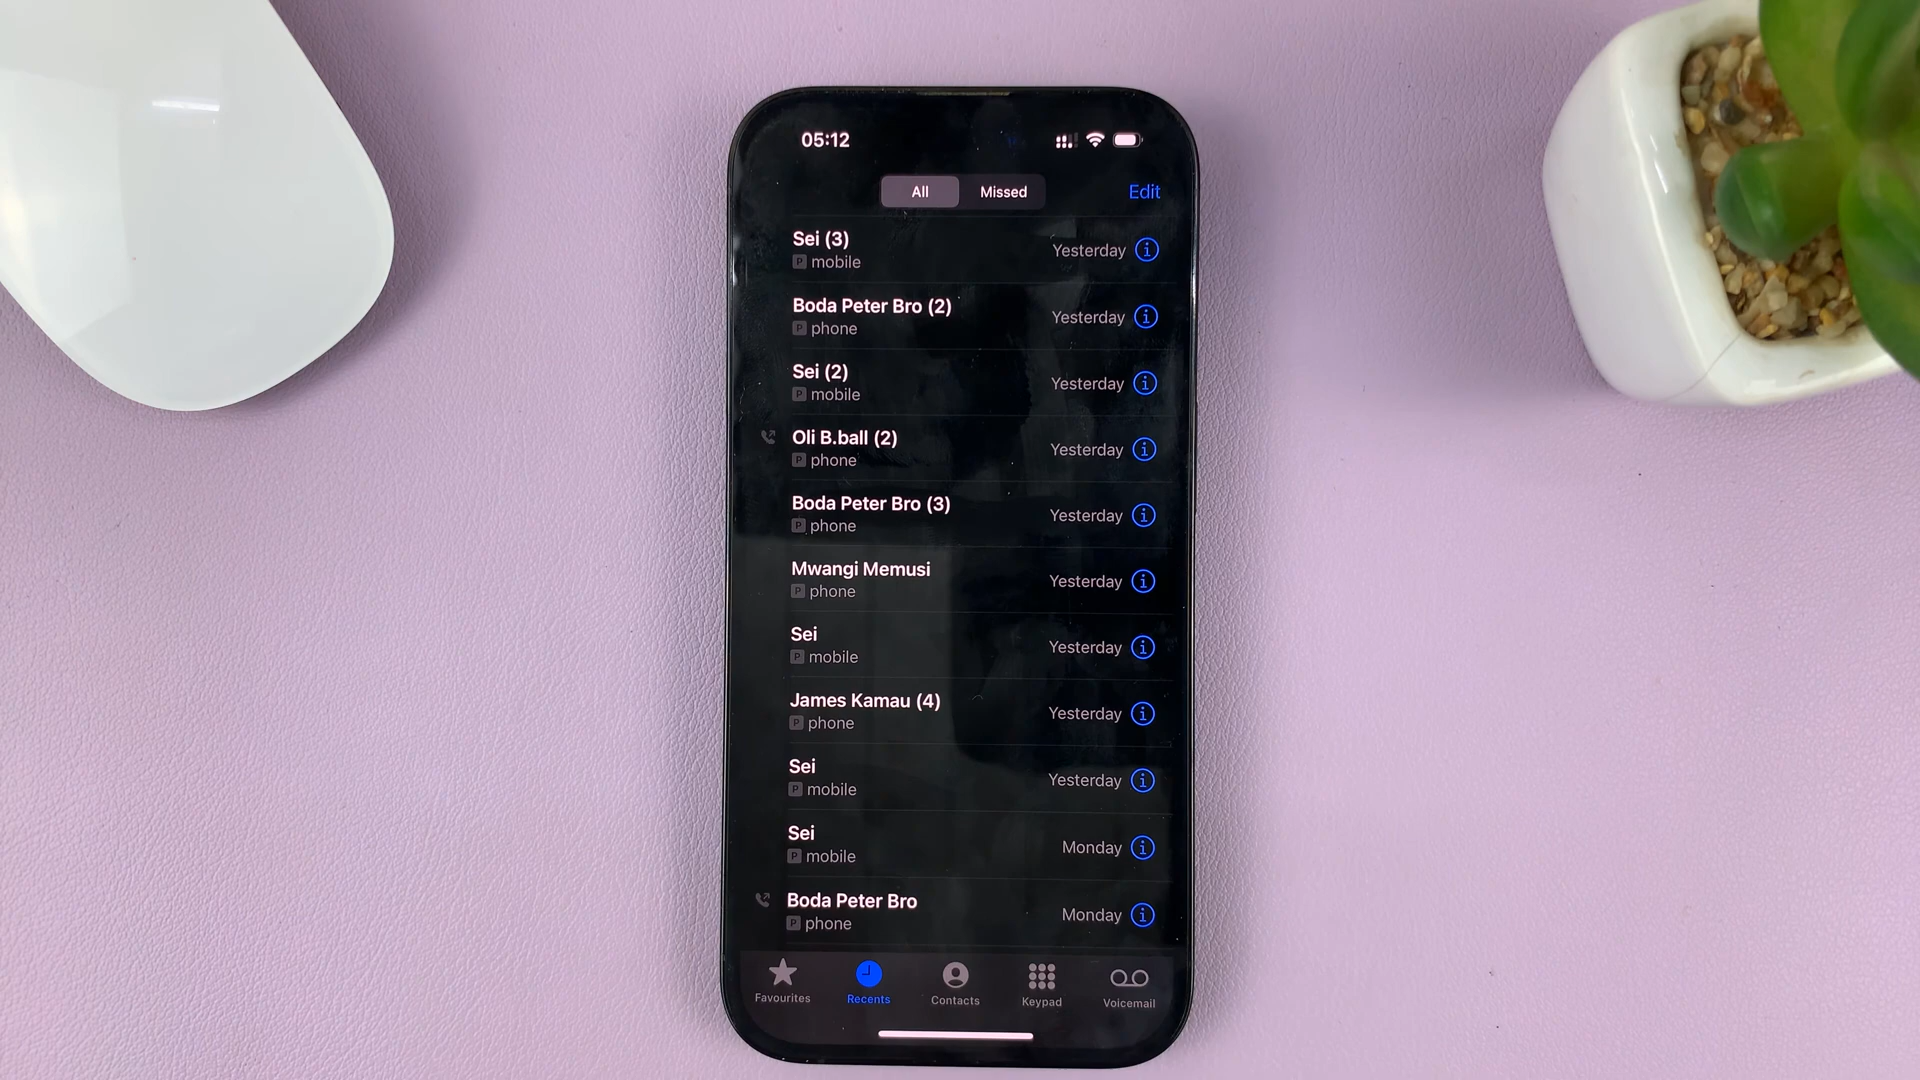 05:12
All Missed Edit
Sei (3)
P mobile
Yesterday
Boda Peter Bro (2)
P phone
Yesterday
Sei (2)
P mobile
Yesterday
Oli B.ball (2)
P phone
Yesterday
Boda Peter Bro (3)
P phone
Yesterday
Mwangi Memusi
P phone
Yesterday
Sei
P mobile
Yesterday
James Kamau (4)
P phone
Yesterday
Sei
P mobile
Yesterday
Sei
P mobile
Monday
Boda Peter Bro
P phone
Monday
Favourites Recents Contacts Keypad Voicemail